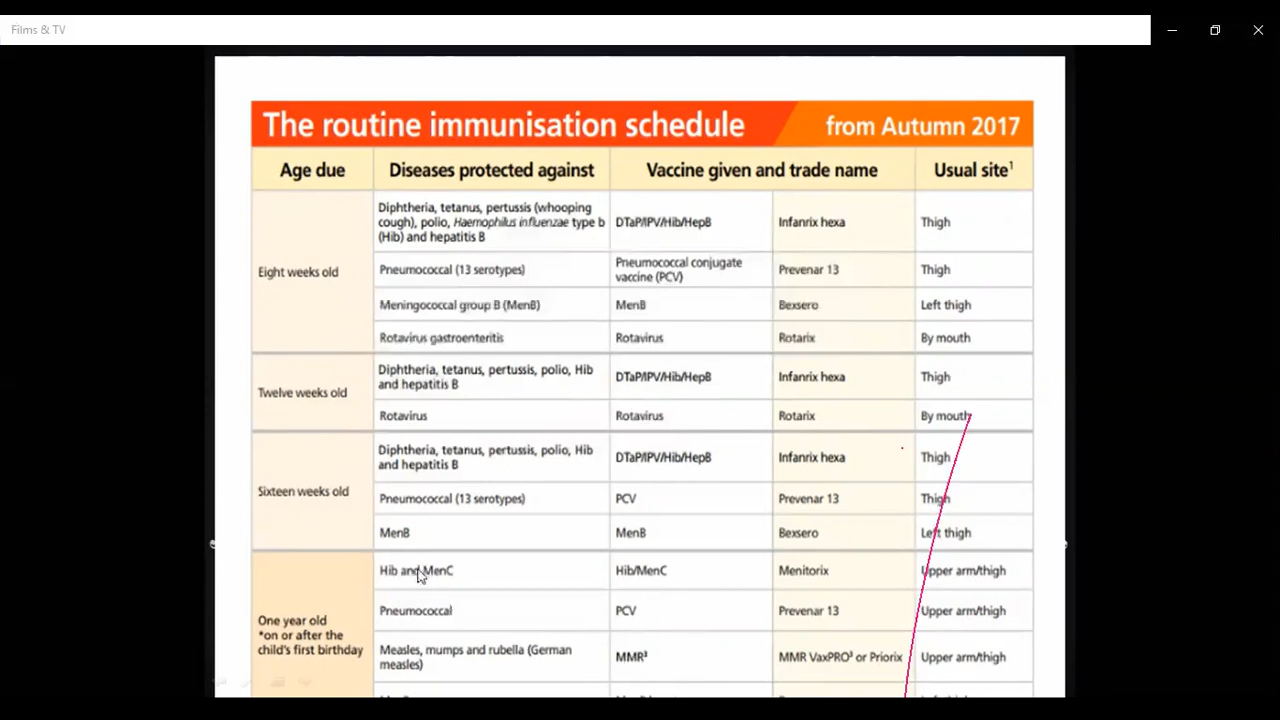 Films & TV
The routine immunisation schedule from Autumn 2017
Age due Diseases protected against Vaccine given and trade name Usual site¹
Eight weeks old
Diphtheria, tetanus, pertussis (whooping
cough), polio, Haemophilus influenzae type b
(Hib) and hepatitis B
DTaP/IPV/Hib/HepB Infanrix hexa Thigh
Pneumococcal (13 serotypes)
Pneumococcal conjugate
vaccine (PCV)
Prevenar 13 Thigh
Meningococcal group B (MenB) MenB Bexsero Left thigh
Rotavirus gastroenteritis Rotavirus Rotarix By mouth
Twelve weeks old
Diphtheria, tetanus, pertussis, polio, Hib
and hepatitis B
DTaP/IPV/Hib/HepB Infanrix hexa Thigh
Rotavirus Rotavirus Rotarix By mouth
Sixteen weeks old
Diphtheria, tetanus, pertussis, polio, Hib
and hepatitis B
DTaP/IPV/Hib/HepB Infanrix hexa Thigh
Pneumococcal (13 serotypes) PCV Prevenar 13 Thigh
MenB MenB Bexsero Left thigh
One year old
*on or after the
child's first birthday
Hib and MenC Hib/MenC Menitorix Upper arm/thigh
Pneumococcal PCV Prevenar 13 Upper arm/thigh
Measles, mumps and rubella (German
measles)
MMR³ MMR VaxPRO³ or Priorix Upper arm/thigh